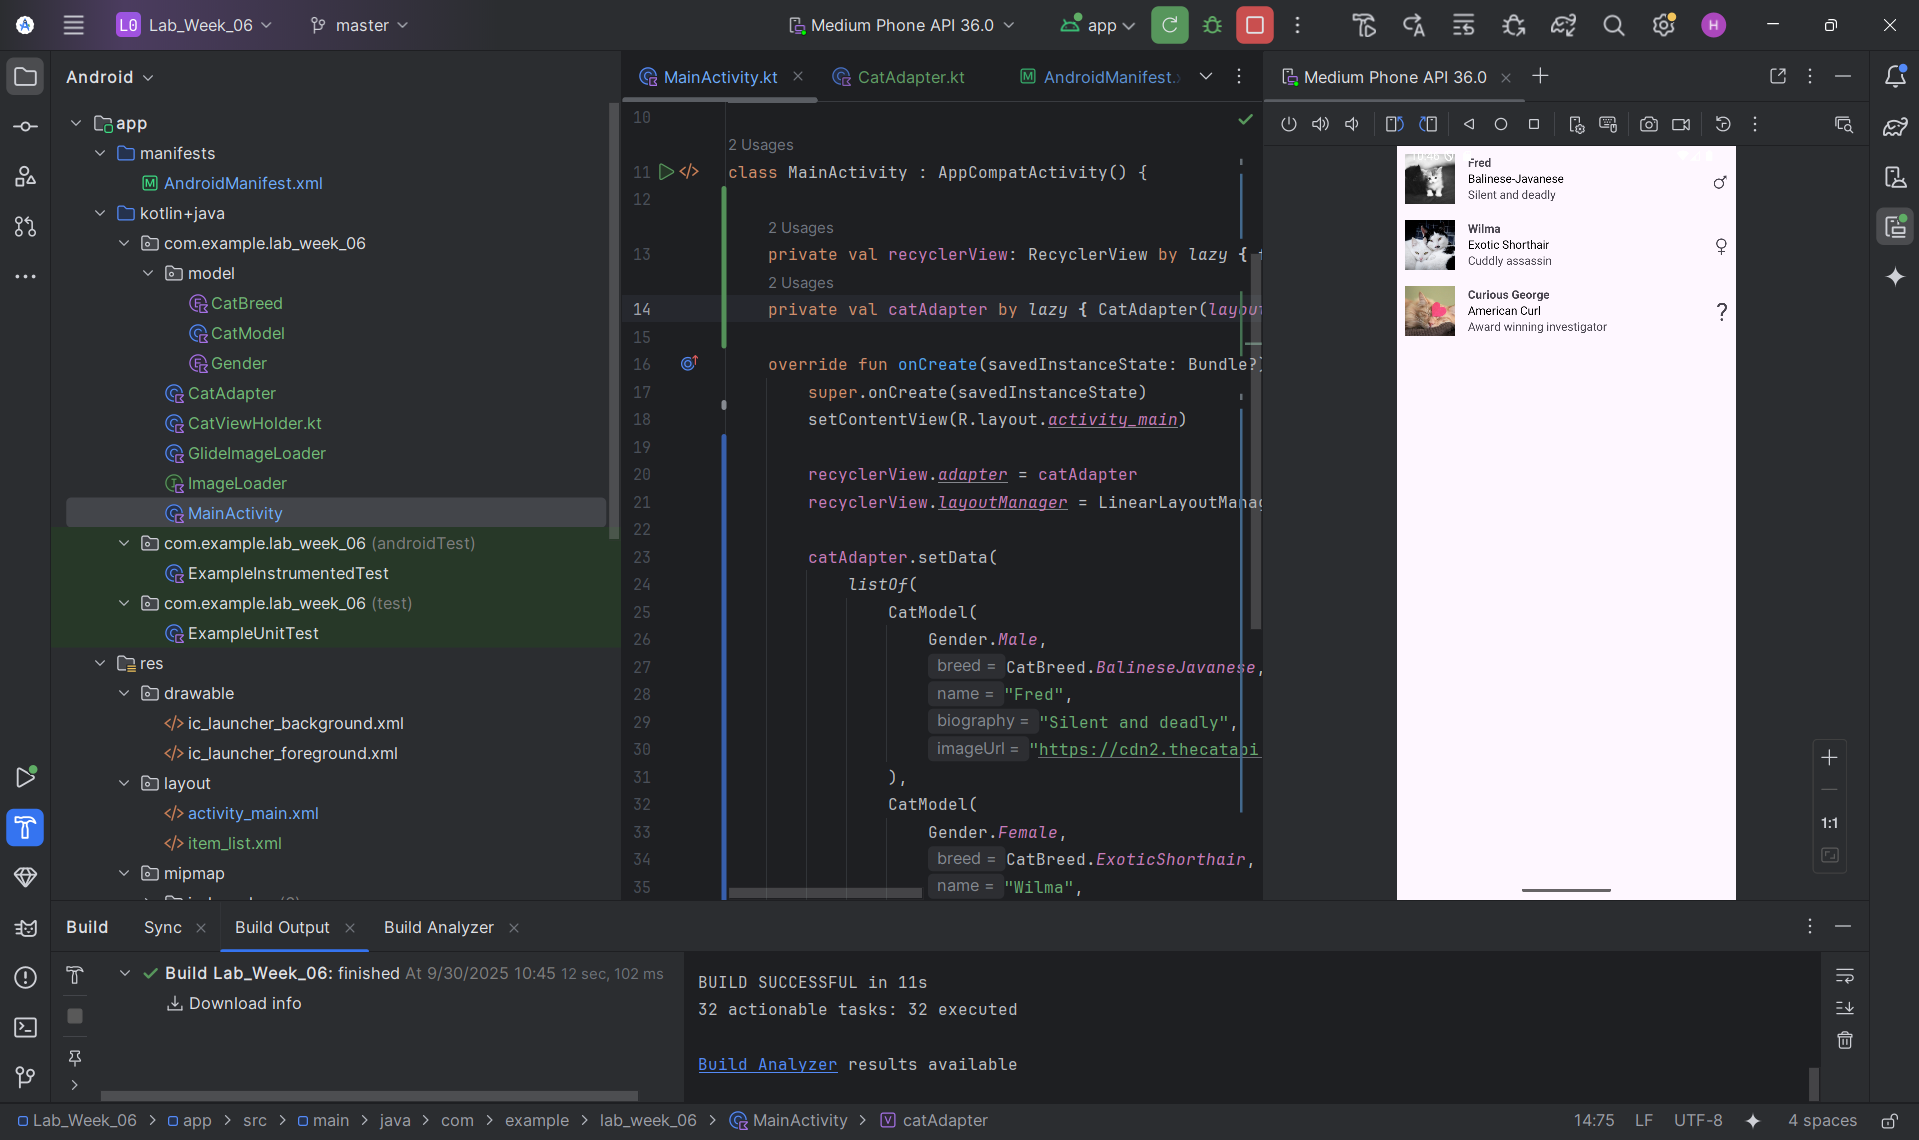 L0 Lab_Week_06 master Medium Phone API 36.0 app H
Android
app
manifests
AndroidManifest.xml
kotlin+java
com.example.lab_week_06
model
CatBreed
CatModel
Gender
CatAdapter
CatViewHolder.kt
GlideImageLoader
ImageLoader
MainActivity
com.example.lab_week_06 (androidTest)
ExampleInstrumentedTest
com.example.lab_week_06 (test)
ExampleUnitTest
res
drawable
ic_launcher_background.xml
ic_launcher_foreground.xml
layout
activity_main.xml
item_list.xml
mipmap
MainActivity.kt CatAdapter.kt AndroidManifest.
10
2 Usages
11 class MainActivity : AppCompatActivity() {
12
2 Usages
13 private val recyclerView: RecyclerView by lazy {
2 Usages
14 private val catAdapter by lazy { CatAdapter(layou
15
16 override fun onCreate(savedInstanceState: Bundle?)
17 super.onCreate(savedInstanceState)
18 setContentView(R.layout.activity_main)
19
20 recyclerView.adapter = catAdapter
21 recyclerView.layoutManager = LinearLayoutManag
22
23 catAdapter.setData(
24 listOf(
25 CatModel(
26 Gender.Male,
27 breed = CatBreed.BalineseJavanese,
28 name = "Fred",
29 biography = "Silent and deadly",
30 imageUrl = "https://cdn2.thecatapi.
31 ),
32 CatModel(
33 Gender.Female,
34 breed = CatBreed.ExoticShorthair,
35 name = "Wilma",
Medium Phone API 36.0
Fred
Balinese-Javanese
Silent and deadly
♂
Wilma
Exotic Shorthair
Cuddly assassin
♀
Curious George
American Curl
Award winning investigator
?
1:1
Build Sync Build Output Build Analyzer
Build Lab_Week_06: finished At 9/30/2025 10:45 12 sec, 102 ms
Download info
BUILD SUCCESSFUL in 11s
32 actionable tasks: 32 executed
Build Analyzer results available
Lab_Week_06 > app > src > main > java > com > example > lab_week_06 > MainActivity > catAdapter
14:75 LF UTF-8 4 spaces